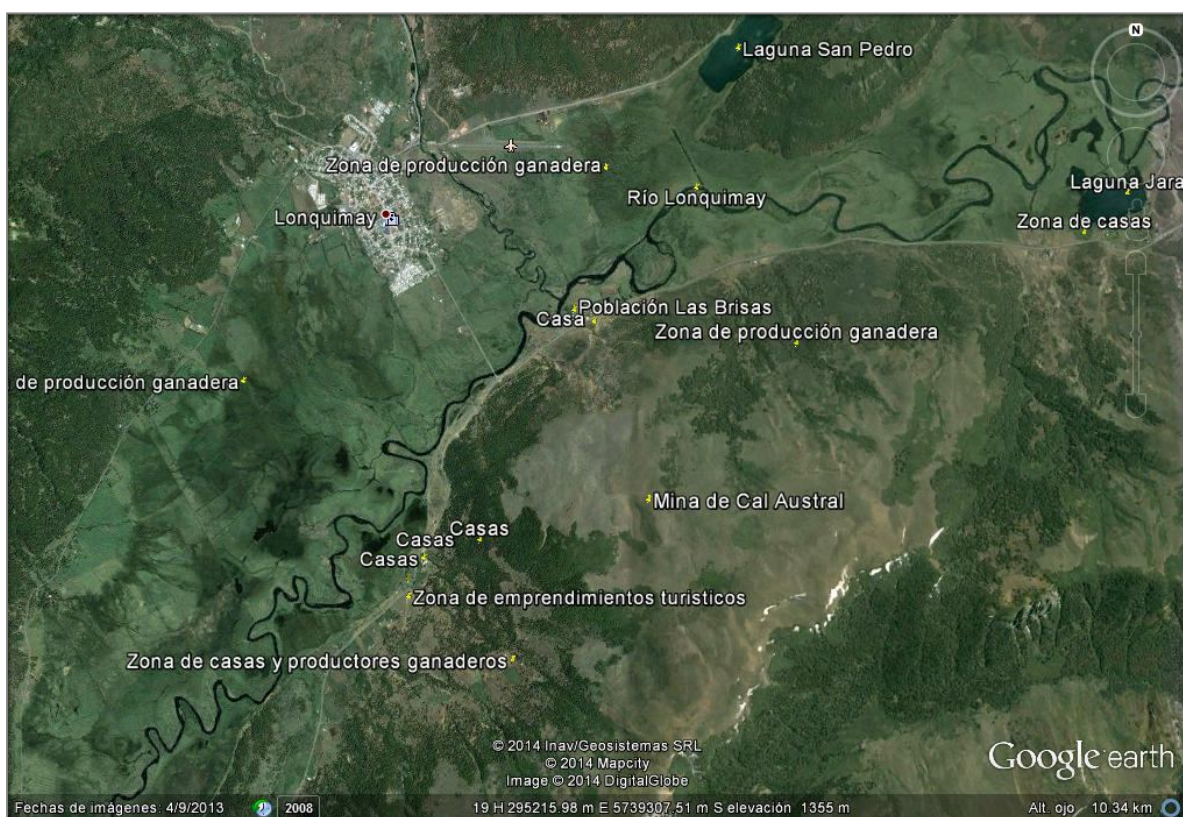 N
Laguna San Pedro
Zona de producción ganadera
Laguna Jara
Río Lonquimay
Lonquimay
Zona de casas
Población Las Brisas
Casa
Zona de producción ganadera
de producción ganadera
Mina de Cal Austral
Casas
Casas
Casas
Zona de emprendimientos turisticos
Zona de casas y productores ganaderos
© 2014 Inav/Geosistemas SRL
© 2014 Mapcity
Image © 2014 DigitalGlobe
Google earth
Fechas de imágenes: 4/9/2013 2008 19 H 295215.98 m E 5739307.51 m S elevación 1355 m Alt. ojo 10.34 km